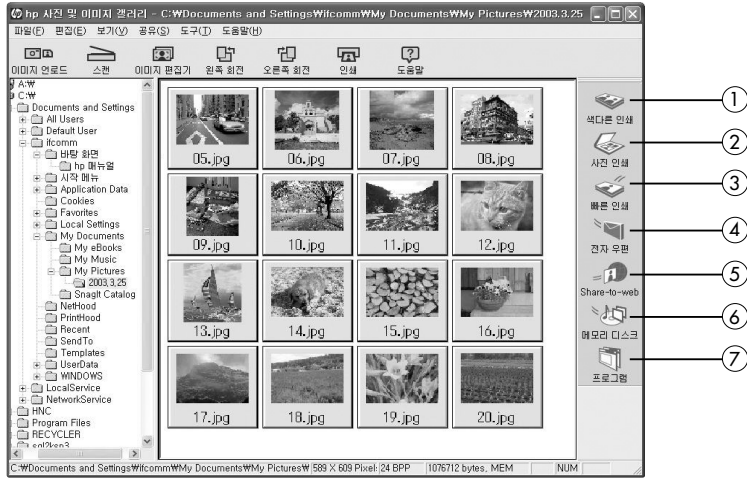 hp 사진 및 이미지 갤러리 - C:₩Documents and Settings₩ifcomm₩My Documents₩My Pictures₩2003.3.25
파일(F) 편집(E) 보기(V) 공유(S) 도구(T) 도움말(H)
이미지 언로드 스캔 이미지 편집기 왼쪽 회전 오른쪽 회전 인쇄 도움말
A:₩
C:₩
Documents and Settings
All Users
Default User
ifcomm
바탕 화면
hp 매뉴얼
시작 메뉴
Application Data
Cookies
Favorites
Local Settings
My Documents
My eBooks
My Music
My Pictures
2003,3,25
SnagIt Catalog
NetHood
PrintHood
Recent
SendTo
Templates
UserData
WINDOWS
LocalService
NetworkService
HNC
Program Files
RECYCLER
sql2ksp3
05.jpg 06.jpg 07.jpg 08.jpg
09.jpg 10.jpg 11.jpg 12.jpg
13.jpg 14.jpg 15.jpg 16.jpg
17.jpg 18.jpg 19.jpg 20.jpg
색다른 인쇄 ①
사진 인쇄 ②
빠른 인쇄 ③
전자 우편 ④
Share-to-web ⑤
메모리 디스크 ⑥
프로그램 ⑦
C:₩Documents and Settings₩ifcomm₩My Documents₩My Pictures₩ 589 X 609 Pixel: 24 BPP 1076712 bytes, MEM NUM